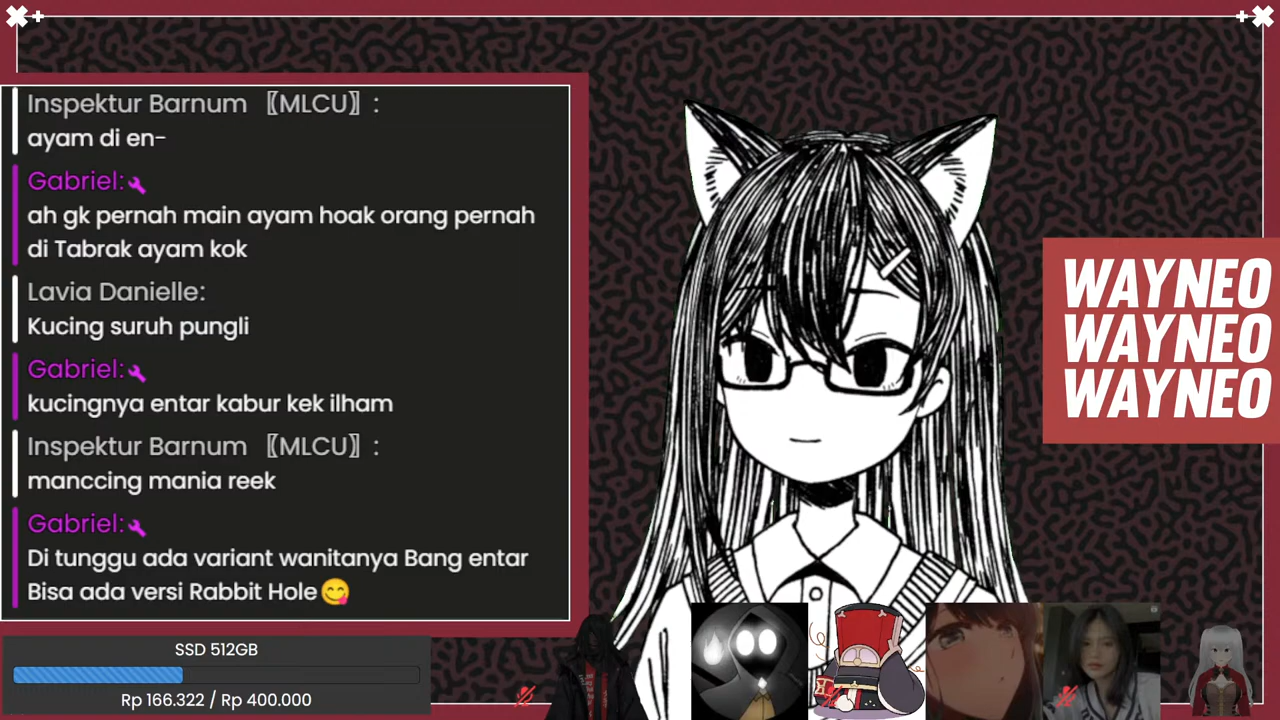 Inspektur Barnum 〖MLCU〗 :
ayam di en-
Gabriel:
ah gk pernah main ayam hoak orang pernah
di Tabrak ayam kok
Lavia Danielle:
Kucing suruh pungli
Gabriel:
kucingnya entar kabur kek ilham
Inspektur Barnum 〖MLCU〗 :
manccing mania reek
Gabriel:
Di tunggu ada variant wanitanya Bang entar
Bisa ada versi Rabbit Hole😋
SSD 512GB
Rp 166.322 / Rp 400.000
WAYNEO
WAYNEO
WAYNEO